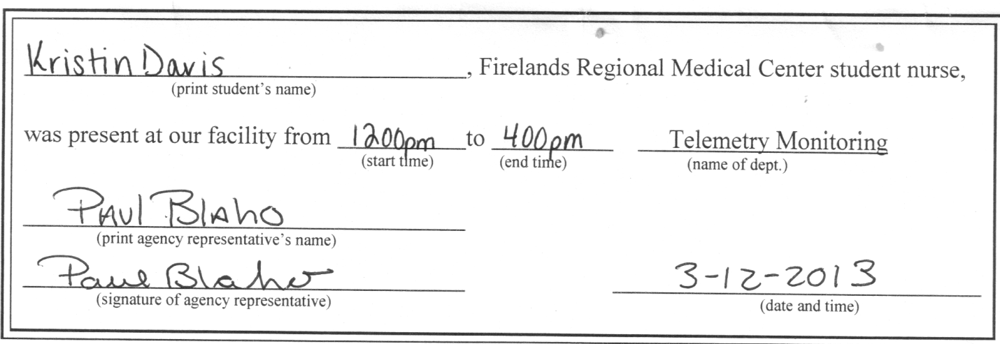 Kristin Davis, Firelands Regional Medical Center student nurse,
(print student's name)
was present at our facility from 1200pm to 400pm Telemetry Monitoring
(start time) (end time) (name of dept.)
PAUl BlAhO
(print agency representative's name)
Paul Blaho 3-12-2013
(signature of agency representative) (date and time)